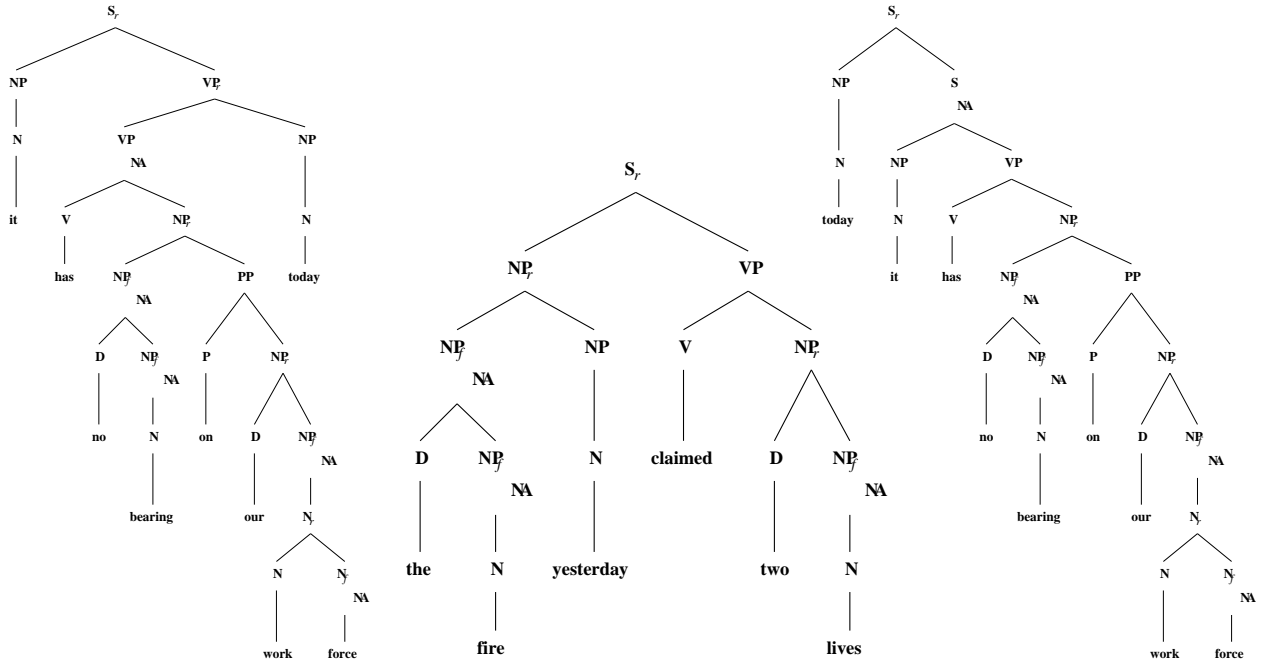 S_r
NP VP_r
N VP NP
NA
it V NP_r N
has NP_f PP today
NA
D NP_f P NP_r
NA
no N on D NP_f
NA
bearing our N_r
N N_f
NA
work force
S_r
NP_r VP
NP_f NP V NP_r
NA
D NP_f N claimed D NP_f
NA NA
the N yesterday two N
fire lives
S_r
NP S
NA
N NP VP
today N V NP_r
it has NP_f PP
NA
D NP_f P NP_r
NA
no N on D NP_f
NA
bearing our N_r
N N_f
NA
work force